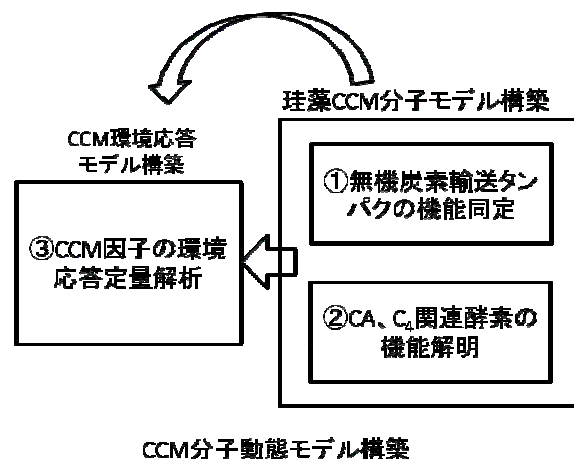 珪藻CCM分子モデル構築
①無機炭素輸送タン
パクの機能同定
②CA、C₄関連酵素の
機能解明
CCM環境応答
モデル構築
③CCM因子の環境
応答定量解析
CCM分子動態モデル構築